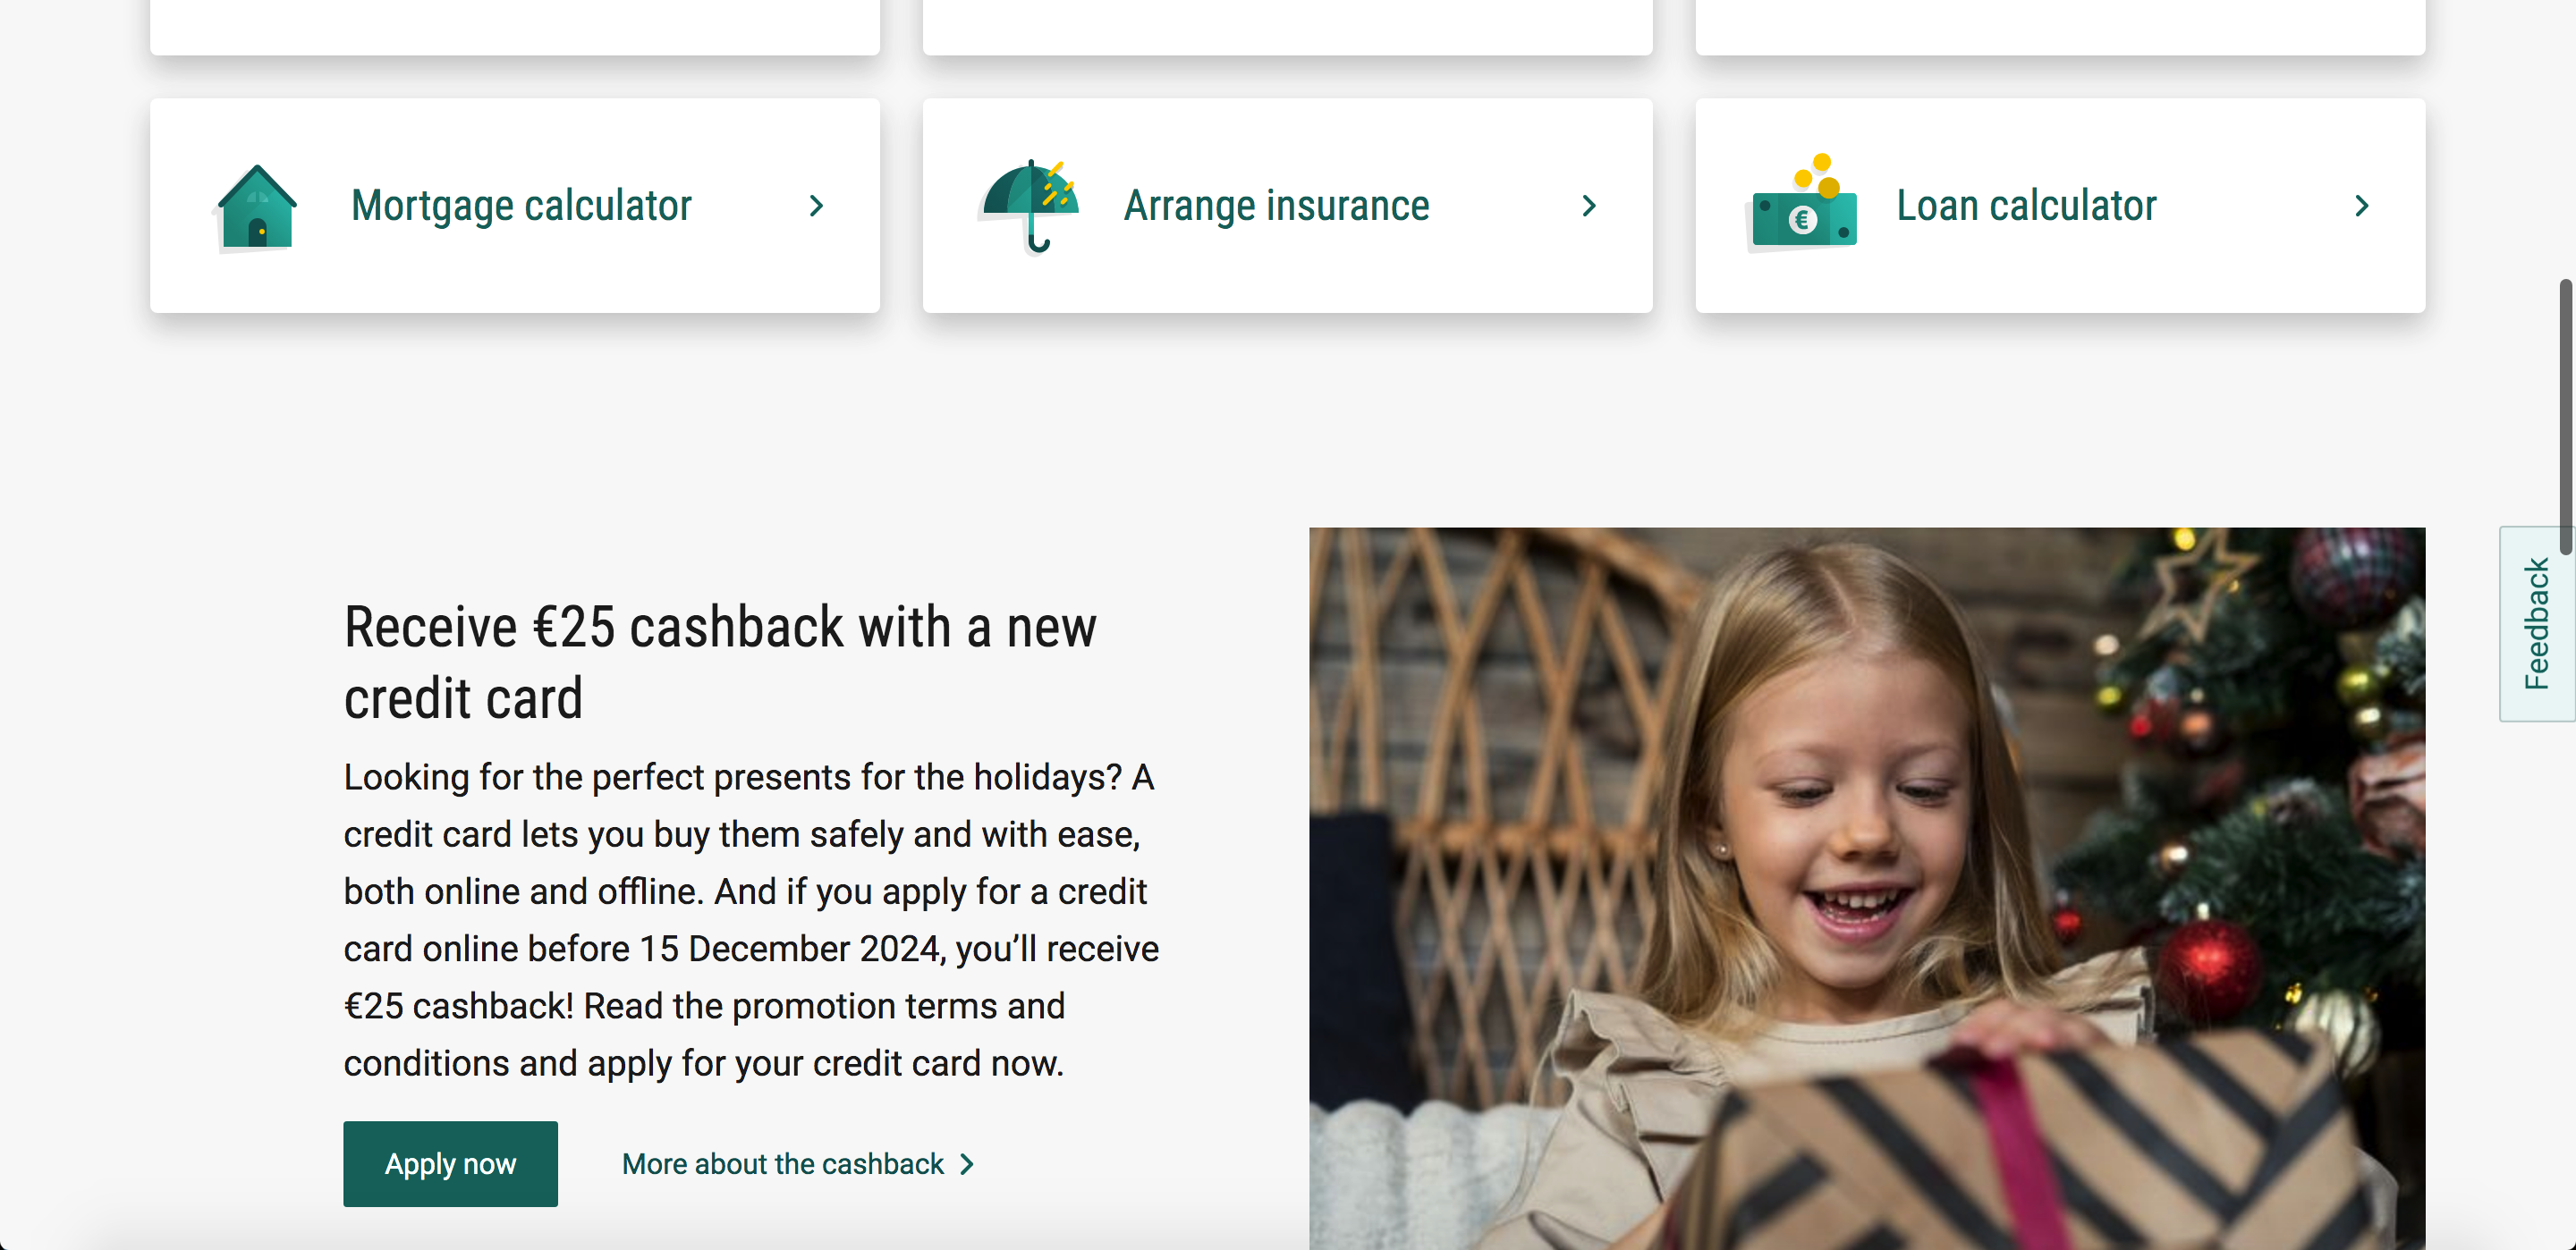 Mortgage calculator
Arrange insurance
€
Loan calculator
Receive €25 cashback with a new
credit card
Looking for the perfect presents for the holidays? A
credit card lets you buy them safely and with ease,
both online and offline. And if you apply for a credit
card online before 15 December 2024, you’ll receive
€25 cashback! Read the promotion terms and
conditions and apply for your credit card now.
Apply now
More about the cashback
Feedback